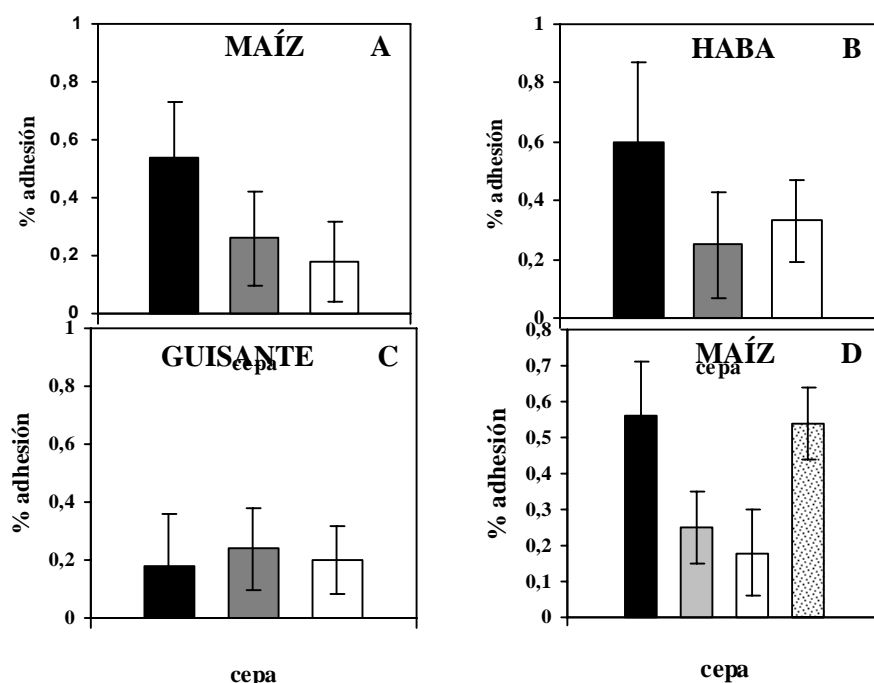 MAÍZ A
% adhesión
1
0,8
0,6
0,4
0,2
0
cepa
HABA B
% adhesión
1
0,8
0,6
0,4
0,2
0
cepa
GUISANTE C
% adhesión
1
0,8
0,6
0,4
0,2
0
cepa
MAÍZ D
% adhesión
0,8
0,7
0,6
0,5
0,4
0,3
0,2
0,1
0
cepa